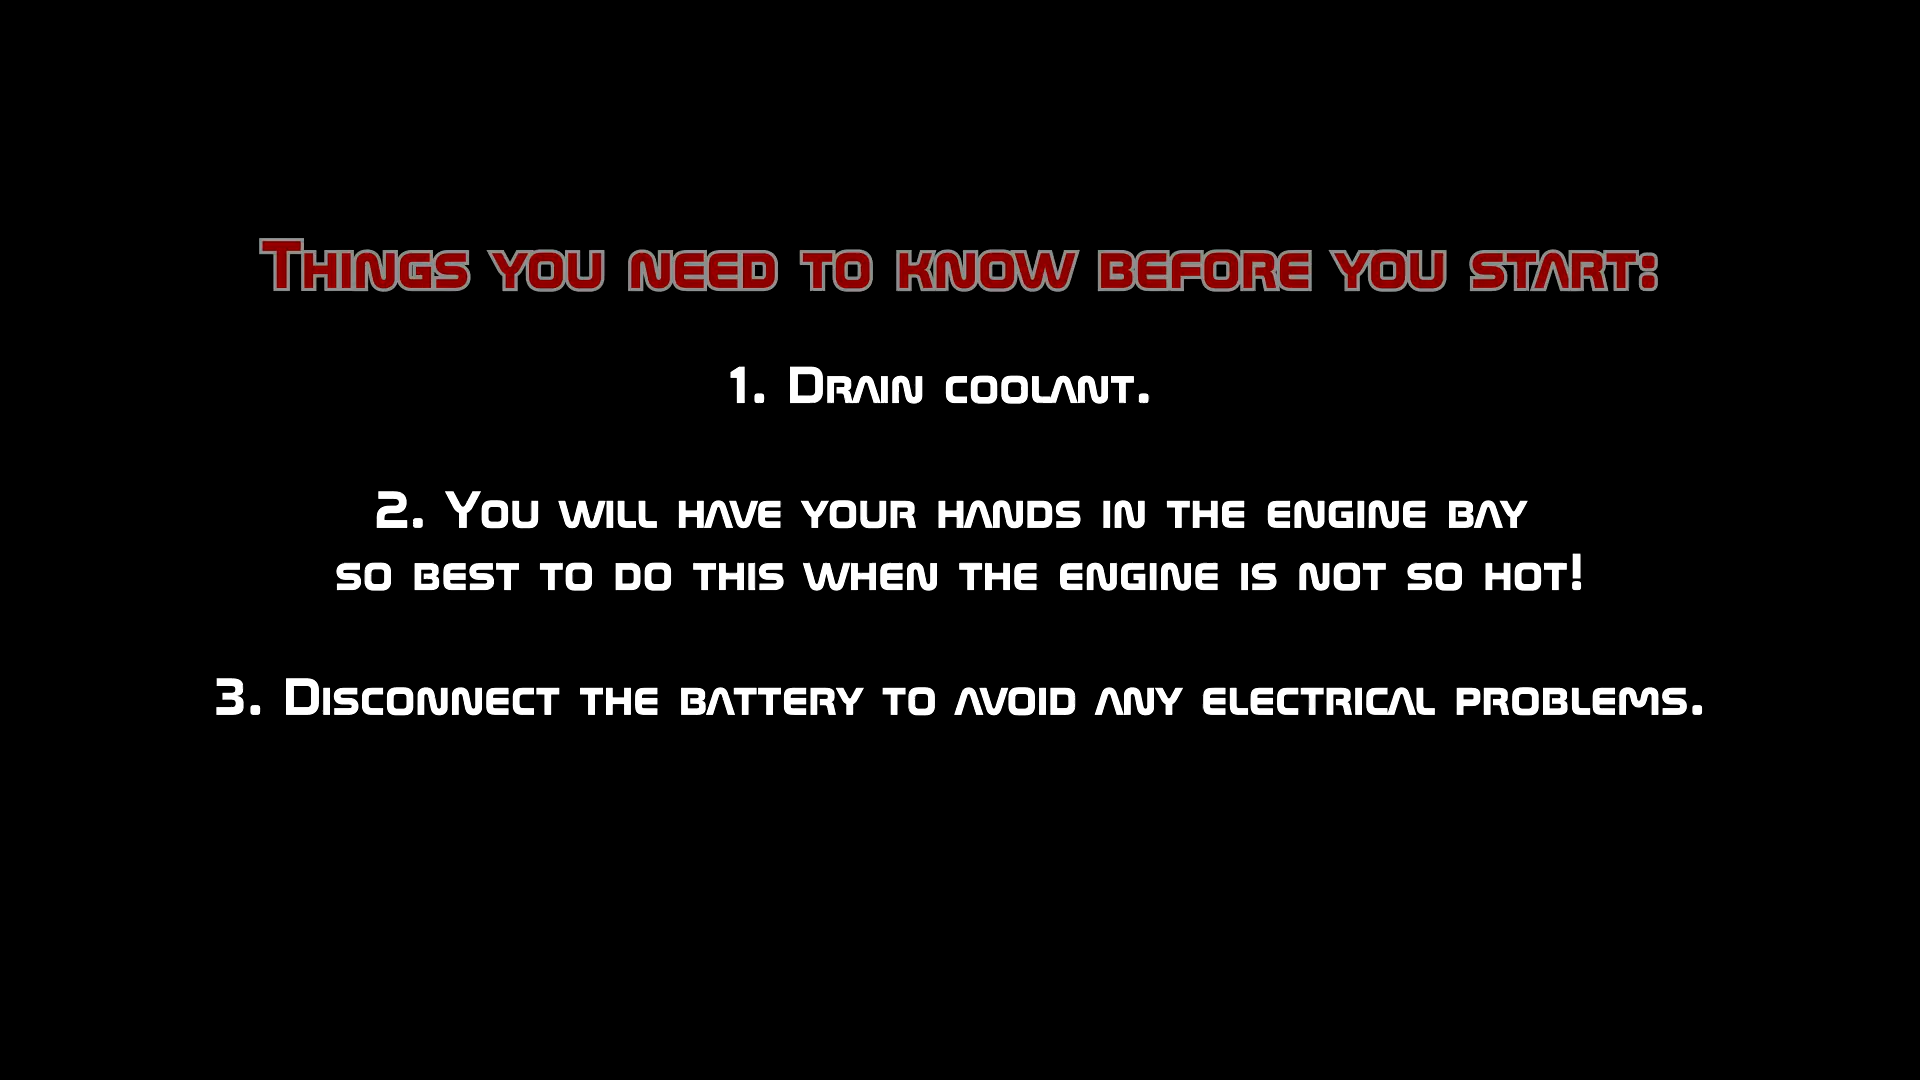 Things you need to know before you start:
1. Drain coolant.
2. You will have your hands in the engine bay
so best to do this when the engine is not so hot!
3. Disconnect the battery to avoid any electrical problems.